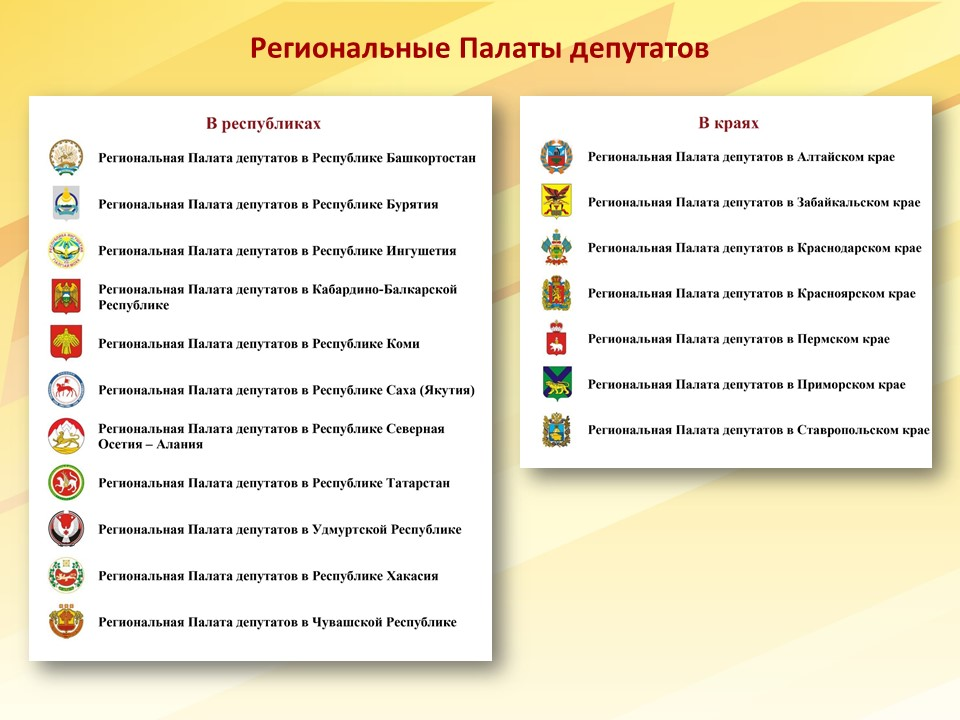 Региональные Палаты депутатов
В республиках
Региональная Палата депутатов в Республике Башкортостан
Региональная Палата депутатов в Республике Бурятия
Региональная Палата депутатов в Республике Ингушетия
Региональная Палата депутатов в Кабардино-Балкарской
Республике
Региональная Палата депутатов в Республике Коми
Региональная Палата депутатов в Республике Саха (Якутия)
Региональная Палата депутатов в Республике Северная
Осетия – Алания
Региональная Палата депутатов в Республике Татарстан
Региональная Палата депутатов в Удмуртской Республике
Региональная Палата депутатов в Республике Хакасия
Региональная Палата депутатов в Чувашской Республике
В краях
Региональная Палата депутатов в Алтайском крае
Региональная Палата депутатов в Забайкальском крае
Региональная Палата депутатов в Краснодарском крае
Региональная Палата депутатов в Красноярском крае
Региональная Палата депутатов в Пермском крае
Региональная Палата депутатов в Приморском крае
Региональная Палата депутатов в Ставропольском крае